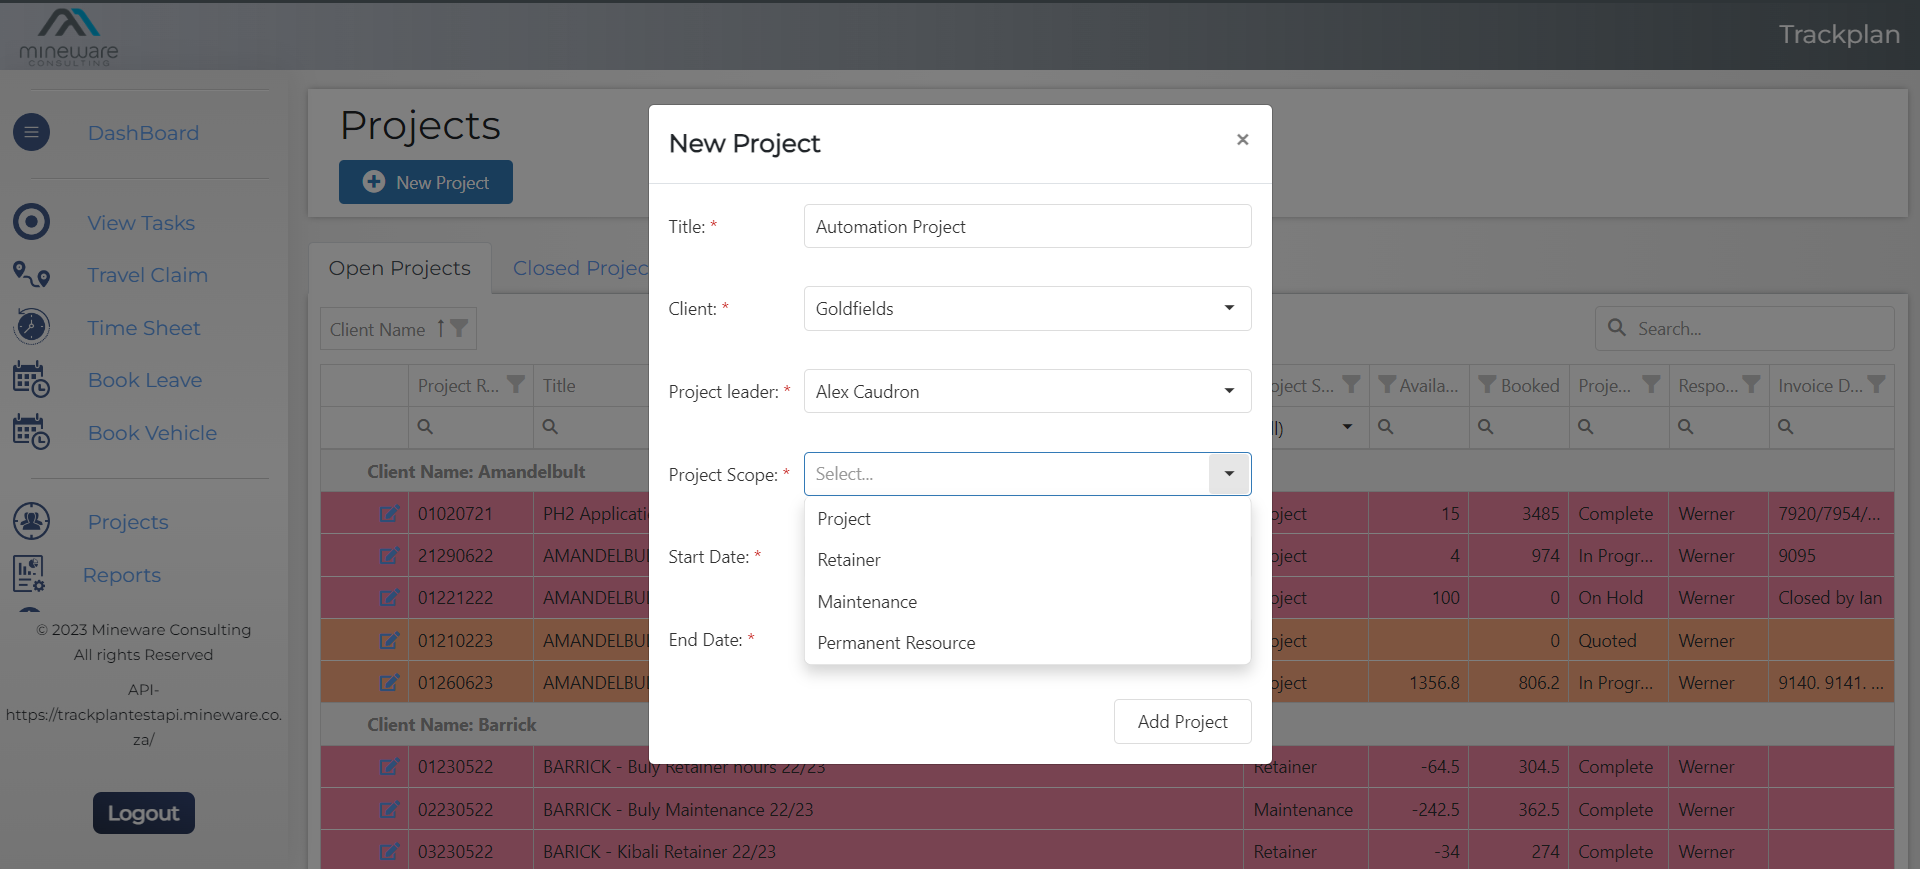 mineware
CONSULTING
Trackplan
DashBoard
View Tasks
Travel Claim
Time Sheet
Book Leave
Book Vehicle
Projects
Reports
© 2023 Mineware Consulting
All rights Reserved
API-
https://trackplantestapi.mineware.co.
za/
Logout
Projects
New Project
Open Projects
Closed Projec
Client Name
Search...
Project R... Title oject S... Availa... Booked Proje... Respo... Invoice D...
ll)
Client Name: Amandelbult
01020721 PH2 Applicati oject 15 3485 Complete Werner 7920/7954/...
21290622 AMANDELBU oject 4 974 In Progr... Werner 9095
01221222 AMANDELBU oject 100 0 On Hold Werner Closed by Ian
01210223 AMANDELBU oject 0 Quoted Werner
01260623 AMANDELBU oject 1356.8 806.2 In Progr... Werner 9140. 9141. ...
Client Name: Barrick
01230522 BARRICK - Buly Retainer hours 22/23 Retainer -64.5 304.5 Complete Werner
02230522 BARRICK - Buly Maintenance 22/23 Maintenance -242.5 362.5 Complete Werner
03230522 BARICK - Kibali Retainer 22/23 Retainer -34 274 Complete Werner
New Project
×
Title: * Automation Project
Client: * Goldfields
Project leader: * Alex Caudron
Project Scope: * Select...
Project
Retainer
Maintenance
Permanent Resource
Start Date: *
End Date: *
Add Project